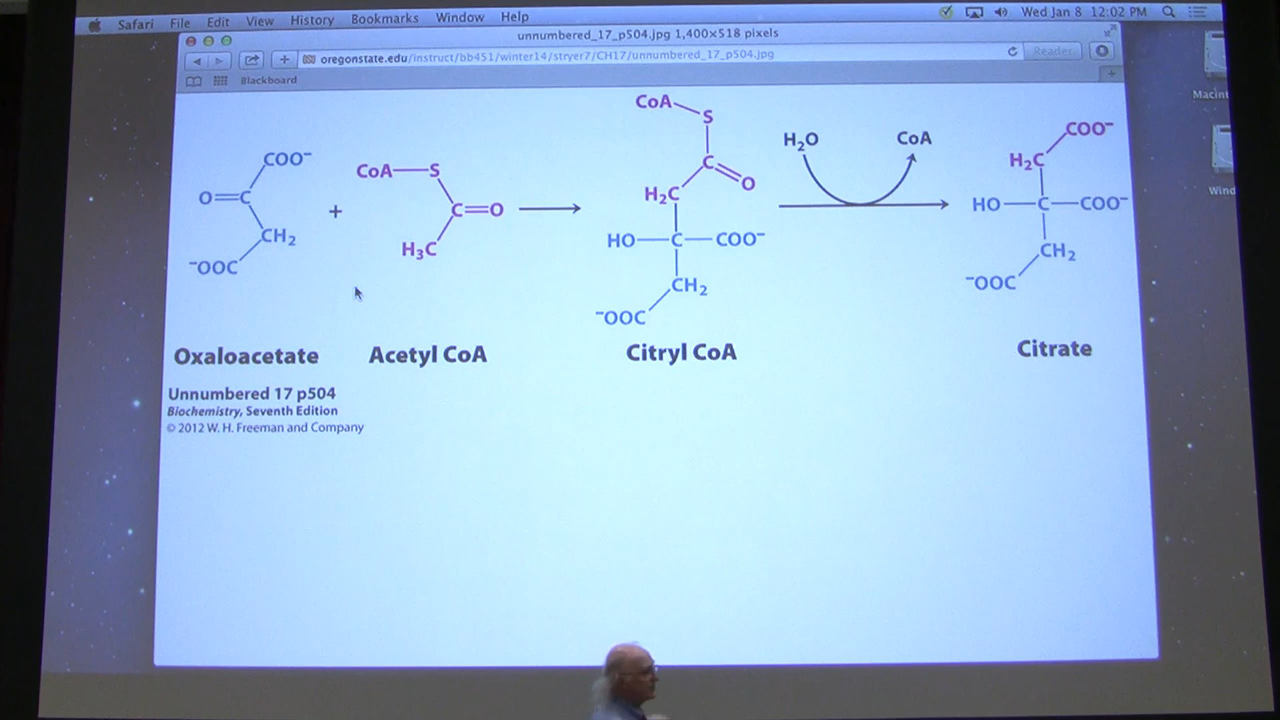 Safari File Edit View History Bookmarks Window Help Wed Jan 8 12:02 PM
unnumbered_17_p504.jpg 1,400×518 pixels
oregonstate.edu/instruct/bb451/winter14/stryer7/CH17/unnumbered_17_p504.jpg Reader
Blackboard
Macint
Wind
COO⁻
O=C
CH₂
⁻OOC
+
CoA—S
C=O
H₃C
CoA
S
C
O
H₂C
HO—C—COO⁻
CH₂
⁻OOC
H₂O CoA
COO⁻
H₂C
HO—C—COO⁻
CH₂
⁻OOC
Oxaloacetate Acetyl CoA Citryl CoA Citrate
Unnumbered 17 p504
Biochemistry, Seventh Edition
© 2012 W. H. Freeman and Company